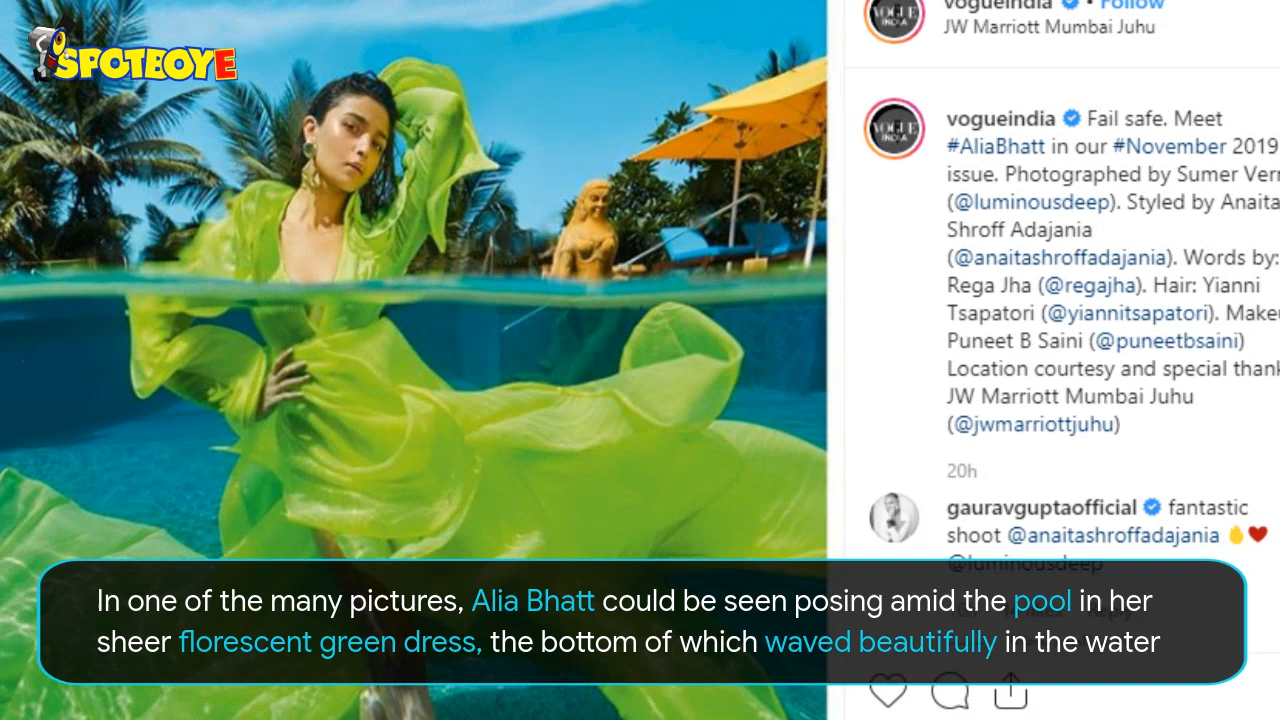 SPOTBOYE
vogueindia • Follow
JW Marriott Mumbai Juhu
VOGUE
INDIA
vogueindia Fail safe. Meet
#AliaBhatt in our #November 2019
issue. Photographed by Sumer
(@luminousdeep). Styled by Anaita
Shroff Adajania
(@anaitashroffadajania). Words by:
Rega Jha (@regajha). Hair: Yianni
Tsapatori (@yiannitsapatori).
Puneet B Saini (@puneetbsaini)
Location courtesy and special
JW Marriott Mumbai Juhu
(@jwmarriottjuhu)
20h
gauravguptaofficial fantastic
shoot @anaitashroffadajania
@luminousdeep
In one of the many pictures, Alia Bhatt could be seen posing amid the pool in her
sheer florescent green dress, the bottom of which waved beautifully in the water